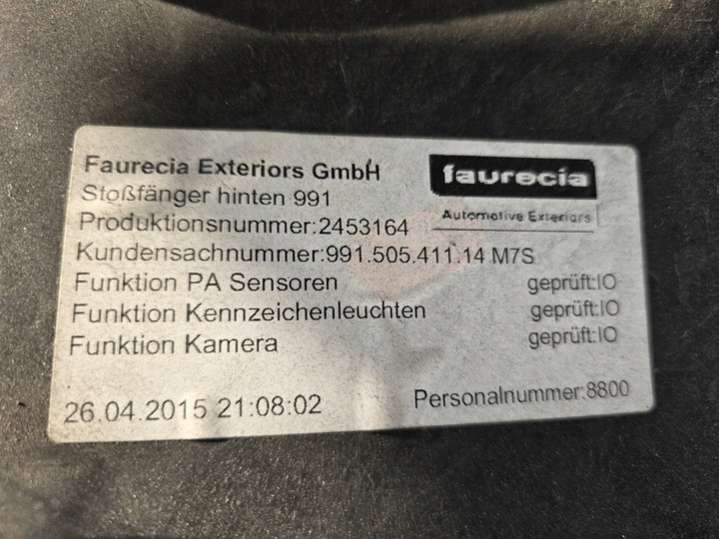 Faurecia Exteriors GmbH
faurecia
Automotive Exteriors
Stoßfänger hinten 991
Produktionsnummer:2453164
Kundensachnummer:991.505.411.14 M7S
Funktion PA Sensoren geprüft:IO
Funktion Kennzeichenleuchten geprüft:IO
Funktion Kamera geprüft:IO
26.04.2015 21:08:02 Personalnummer:8800